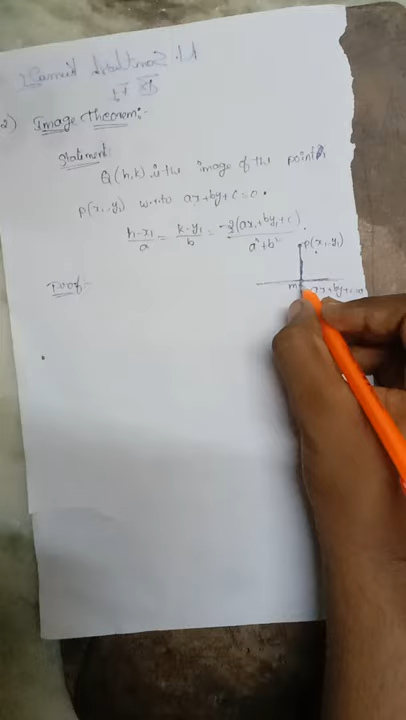 2) Image theorem:-
Statement:
Q(h,k) is the image of the point
P(x₁,y₁) w.r.to ax+by+c=0.
h-x₁/a = k-y₁/b = -2(ax₁+by₁+c)/a²+b²
P(x₁,y₁)
M ax+by+c=0
Proof:-